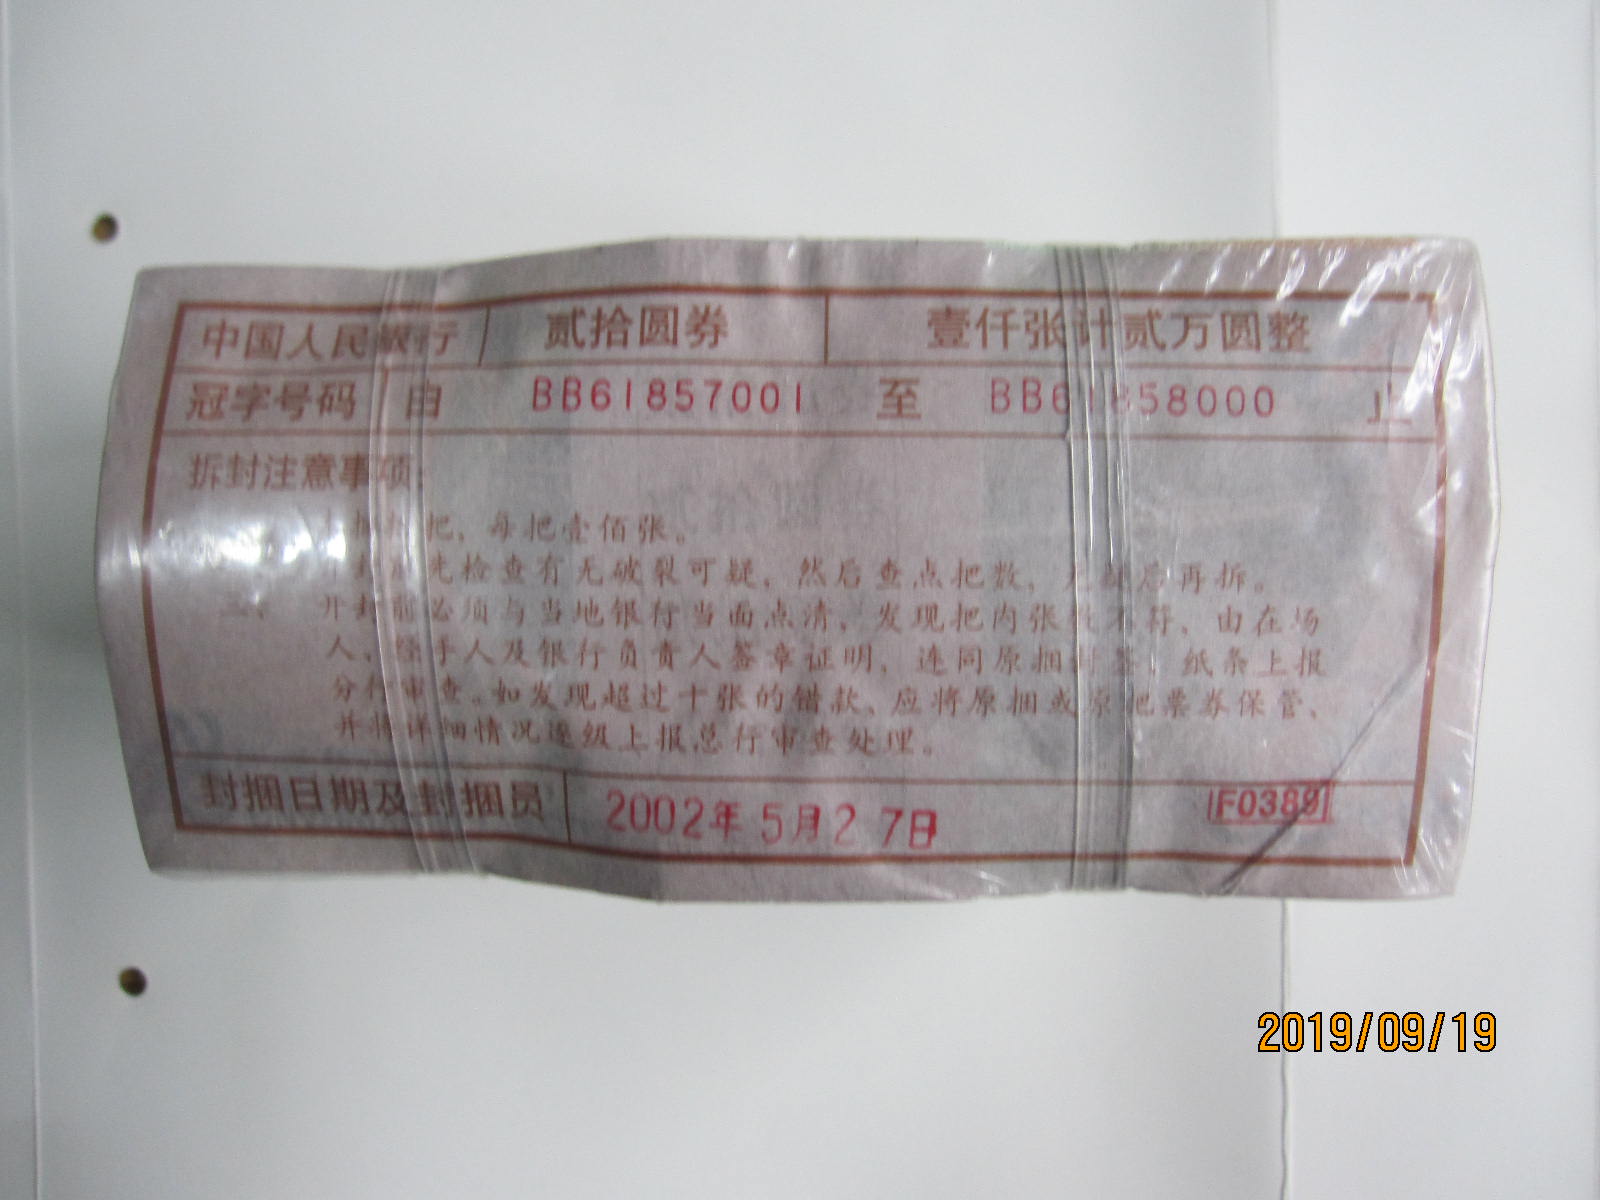 中国人民银行 贰拾圆券 壹仟张计贰万圆整
冠字号码 由 BB61857001 至 BB61858000 止
拆封注意事项
把，每把壹佰张。
先检查有无破裂可疑，然后查点把数，后再拆。
开封前必须与当地银行当面点清，发现把内张数不符，由在场
人、经手人及银行负责人签章证明，连同原捆封签，纸条上报
分行审查。如发现超过十张的错款、应将原捆或原把票券保管、
并将详细情况逐级上报总行审查处理。
封捆日期及封捆员 2002年5月27日 F0389
2019/09/19